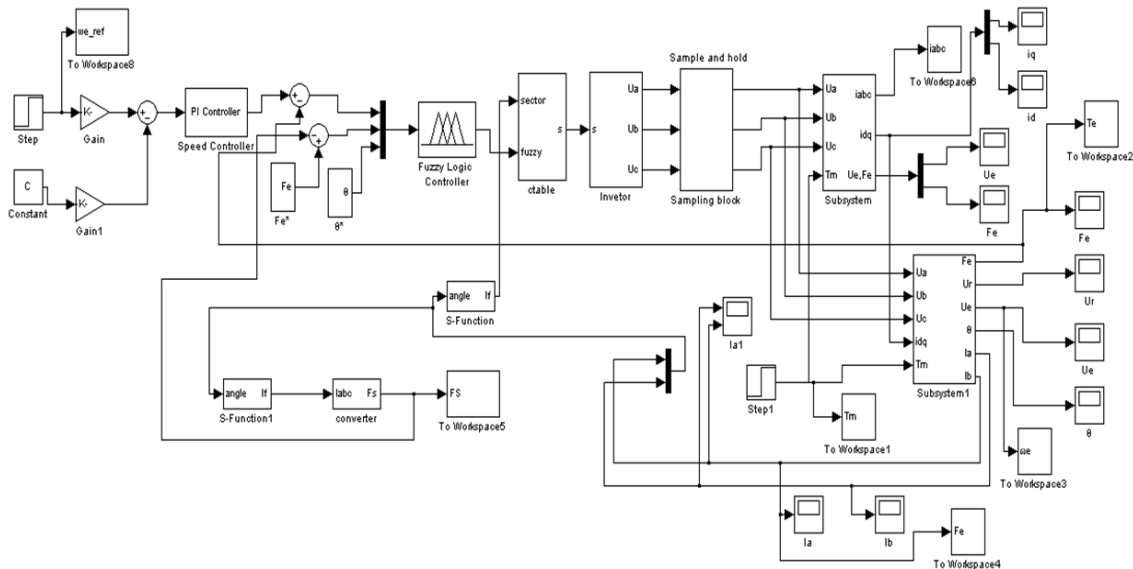 we_ref
To Workspace8
Step
K-
Gain
C
Constant
K-
Gain1
PI Controller
Speed Controller
Fe
Fe*
θ
θ*
Fuzzy Logic
Controller
sector
fuzzy
s
ctable
s
Ua
Ub
Uc
Invetor
Sample and hold
Sampling block
Ua
Ub
Uc
Tm
iabc
idq
Ue,Fe
Subsystem
iabc
To Workspace6
iq
id
Te
To Workspace2
Ue
Fe
Fe
Ua
Ub
Uc
idq
Tm
Fe
Ur
Ue
θ
Ia
Ib
Subsystem1
Ur
Ue
θ
angle
If
S-Function
Ia1
Step1
Tm
To Workspace1
angle
If
S-Function1
Iabc
Fs
converter
FS
To Workspace5
ωe
To Workspace3
Ia
Ib
Fe
To Workspace4